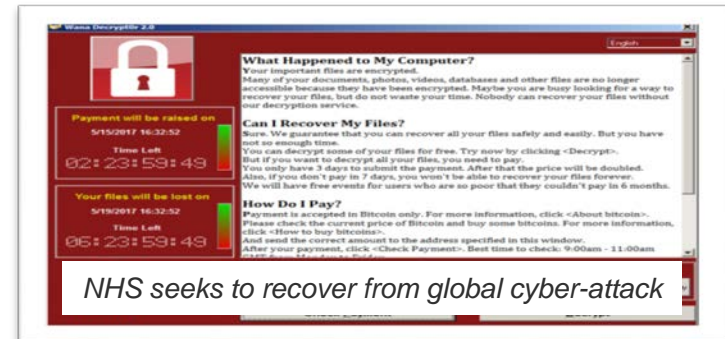 Wana Decrypt0r 2.0
English
What Happened to My Computer?
Your important files are encrypted.
Many of your documents, photos, videos, databases and other files are no longer
accessible because they have been encrypted. Maybe you are busy looking for a way to
recover your files, but do not waste your time. Nobody can recover your files without
our decryption service.
Can I Recover My Files?
Sure. We guarantee that you can recover all your files safely and easily. But you have
not so enough time.
You can decrypt some of your files for free. Try now by clicking <Decrypt>.
But if you want to decrypt all your files, you need to pay.
You only have 3 days to submit the payment. After that the price will be doubled.
Also, if you don't pay in 7 days, you won't be able to recover your files forever.
We will have free events for users who are so poor that they couldn't pay in 6 months.
How Do I Pay?
Payment is accepted in Bitcoin only. For more information, click <About bitcoin>.
Please check the current price of Bitcoin and buy some bitcoins. For more information,
click <How to buy bitcoins>.
And send the correct amount to the address specified in this window.
After your payment, click <Check Payment>. Best time to check: 9:00am - 11:00am
Payment will be raised on
5/15/2017 16:32:52
Time Left
02:23:59:49
Your files will be lost on
5/19/2017 16:32:52
Time Left
06:23:59:49
NHS seeks to recover from global cyber-attack